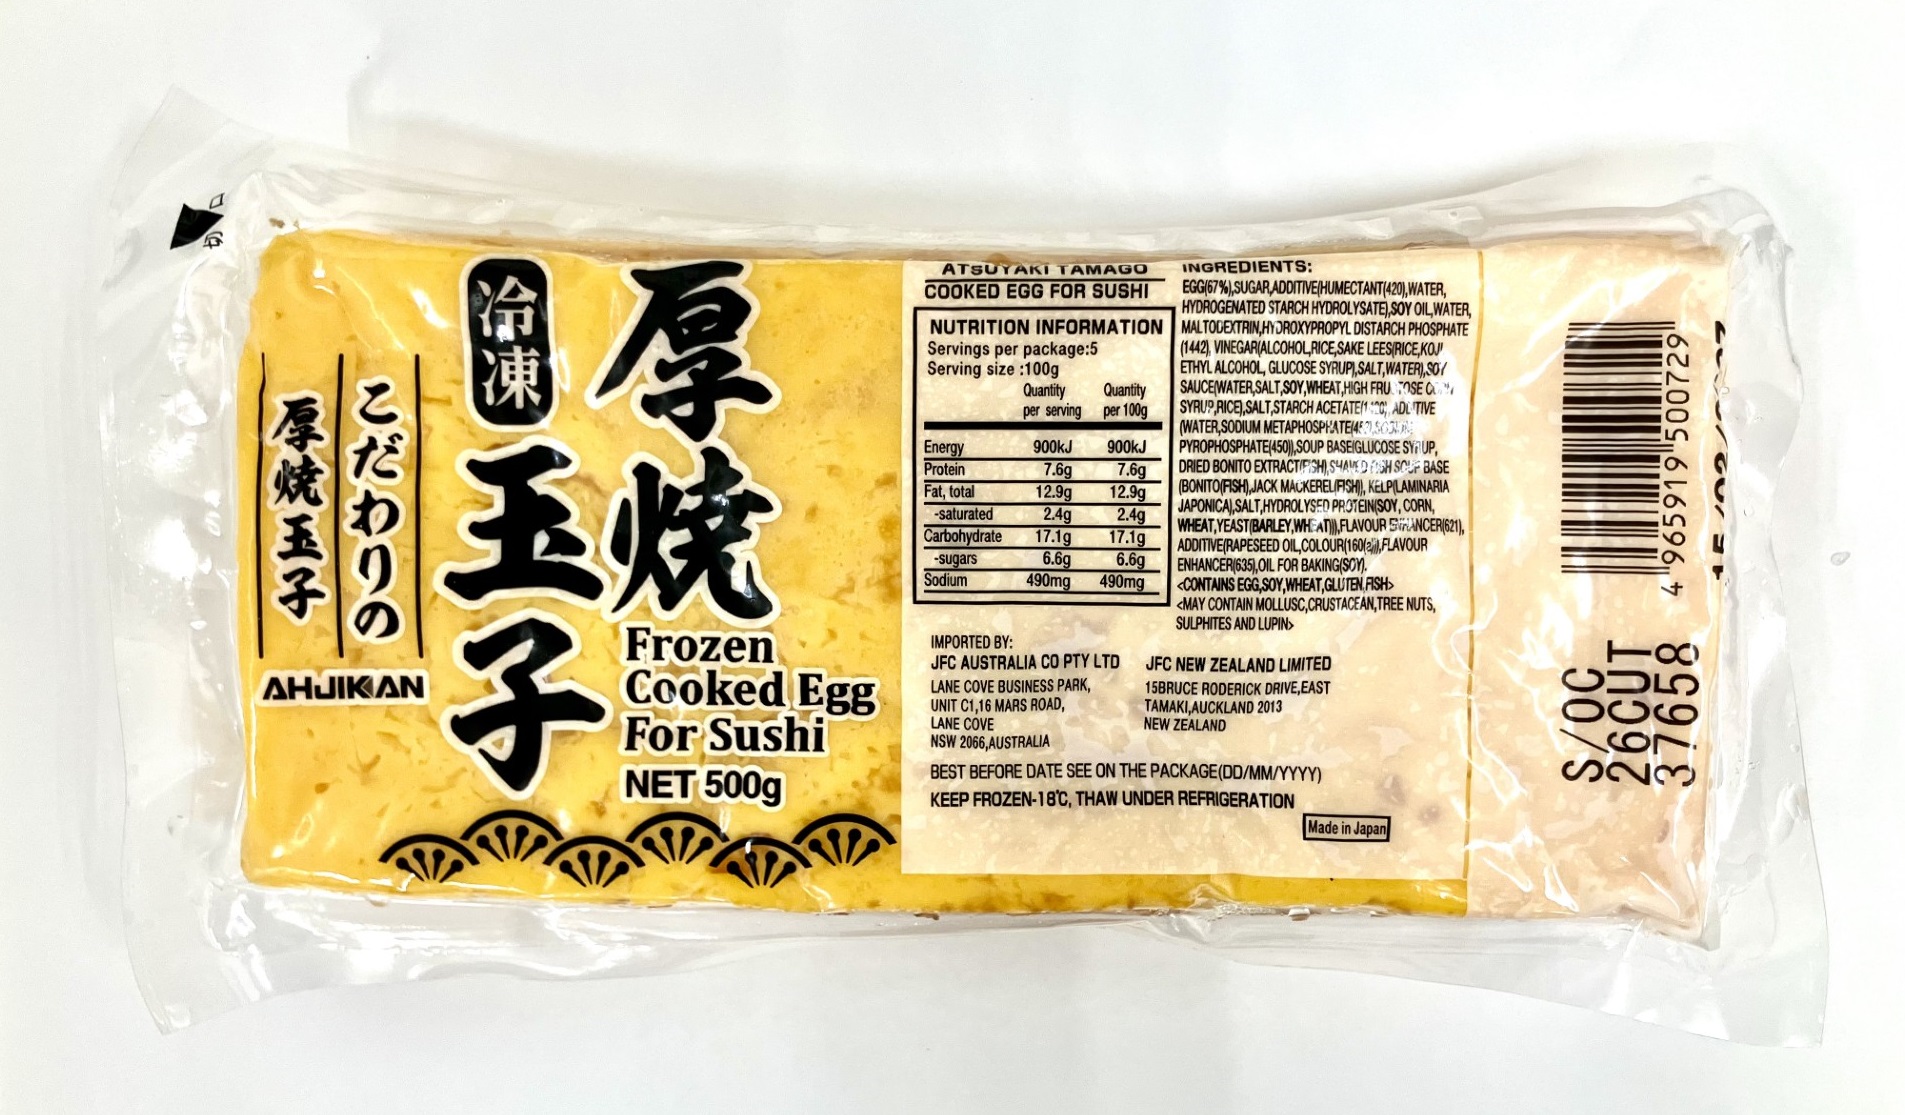 切
口
こだわりの
厚焼玉子
AHJIKAN
冷凍
厚焼
玉子
Frozen
Cooked Egg
For Sushi
NET 500g
ATSUYAKI TAMAGO
COOKED EGG FOR SUSHI
NUTRITION INFORMATION
Servings per package:5
Serving size :100g
Quantity per serving Quantity per 100g
Energy 900kJ 900kJ
Protein 7.6g 7.6g
Fat, total 12.9g 12.9g
-saturated 2.4g 2.4g
Carbohydrate 17.1g 17.1g
-sugars 6.6g 6.6g
Sodium 490mg 490mg
INGREDIENTS:
EGG(67%),SUGAR,ADDITIVE(HUMECTANT(420),WATER,
HYDROGENATED STARCH HYDROLYSATE),SOY OIL,WATER,
MALTODEXTRIN,HYDROXYPROPYL DISTARCH PHOSPHATE
(1442), VINEGAR(ALCOHOL,RICE,SAKE LEES(RICE,KOJI
ETHYL ALCOHOL, GLUCOSE SYRUP),SALT,WATER),SOY
SAUCE(WATER,SALT,SOY,WHEAT,HIGH FRUCTOSE CORN
SYRUP,RICE),SALT,STARCH ACETATE ADDITIVE
(WATER,SODIUM METAPHOSPHATE(452),SODIUM
PYROPHOSPHATE(450)),SOUP BASE(GLUCOSE SYRUP,
DRIED BONITO EXTRACT(FISH),SHAVED FISH SOUP BASE
(BONITO(FISH),JACK MACKEREL(FISH)), KELP(LAMINARIA
JAPONICA),SALT,HYDROLYSED PROTEIN(SOY, CORN,
WHEAT,YEAST(BARLEY,WHEAT))),FLAVOUR ENHANCER(621),
ADDITIVE(RAPESEED OIL,COLOUR(160(a))),FLAVOUR
ENHANCER(635),OIL FOR BAKING(SOY).
<CONTAINS EGG,SOY,WHEAT,GLUTEN,FISH>
<MAY CONTAIN MOLLUSC,CRUSTACEAN,TREE NUTS,
SULPHITES AND LUPIN>
IMPORTED BY:
JFC AUSTRALIA CO PTY LTD
LANE COVE BUSINESS PARK,
UNIT C1,16 MARS ROAD,
LANE COVE
NSW 2066,AUSTRALIA
JFC NEW ZEALAND LIMITED
15BRUCE RODERICK DRIVE,EAST
TAMAKI,AUCKLAND 2013
NEW ZEALAND
BEST BEFORE DATE SEE ON THE PACKAGE(DD/MM/YYYY)
KEEP FROZEN-18℃, THAW UNDER REFRIGERATION
Made in Japan
4 965919 500729
S/OC
26CUT
37658